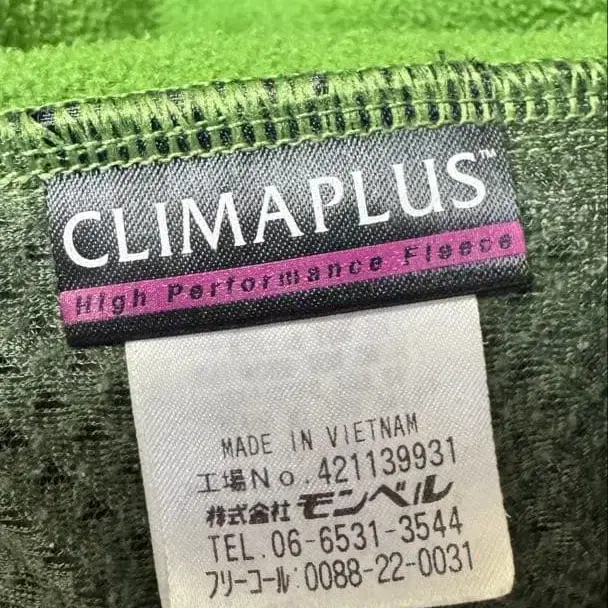 CLIMAPLUS™
High Performance Fleece
MADE IN VIETNAM
工場No.421139931
株式会社 モンベル
TEL.06-6531-3544
フリーコール:0088-22-0031